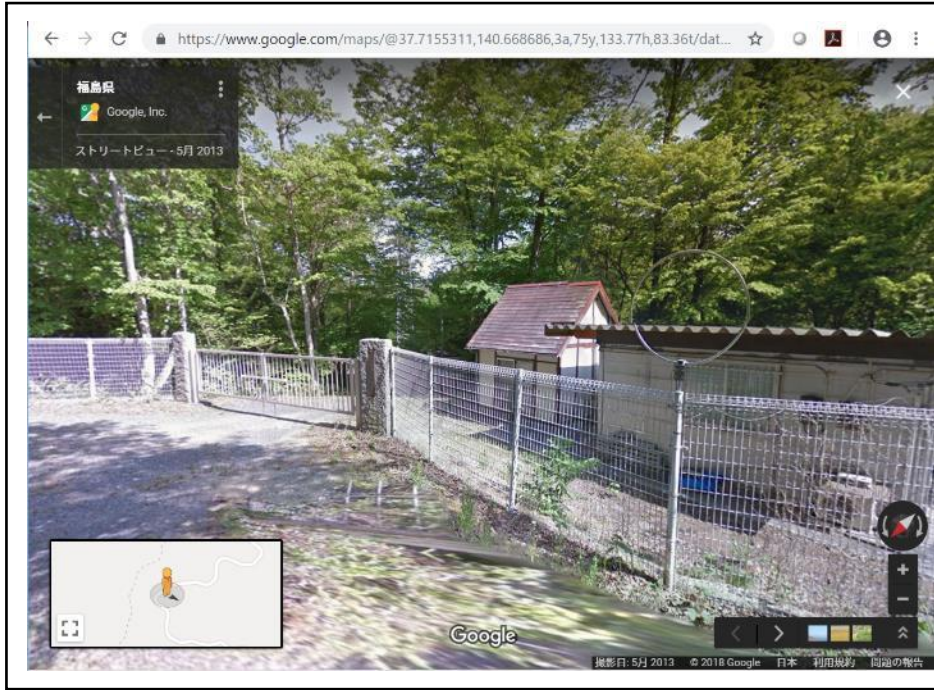 https://www.google.com/maps/@37.7155311,140.668686,3a,75y,133.77h,83.36t/dat...
福島県
Google, Inc.
ストリートビュー - 5月 2013
Google
撮影日: 5月 2013 © 2018 Google 日本 利用規約 問題の報告